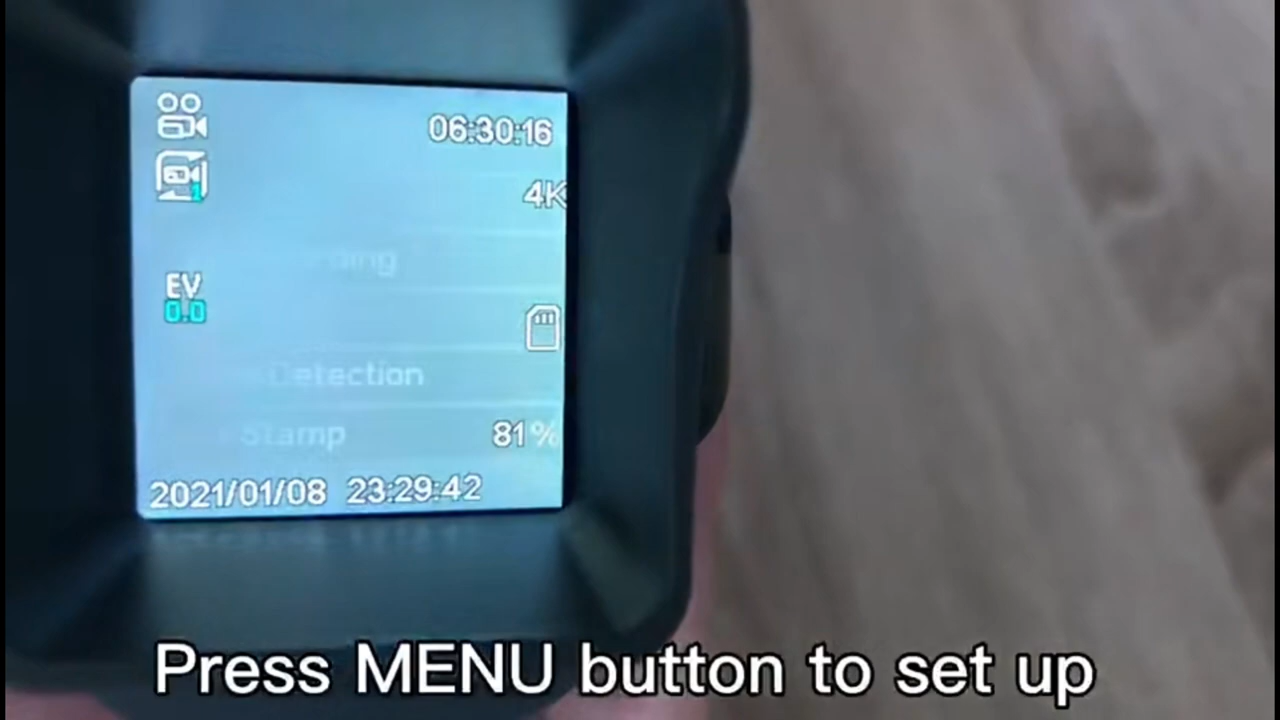 06:30:16
4K
1
EV
0.0
Detection
Stamp
81%
2021/01/08 23:29:42
Press MENU button to set up